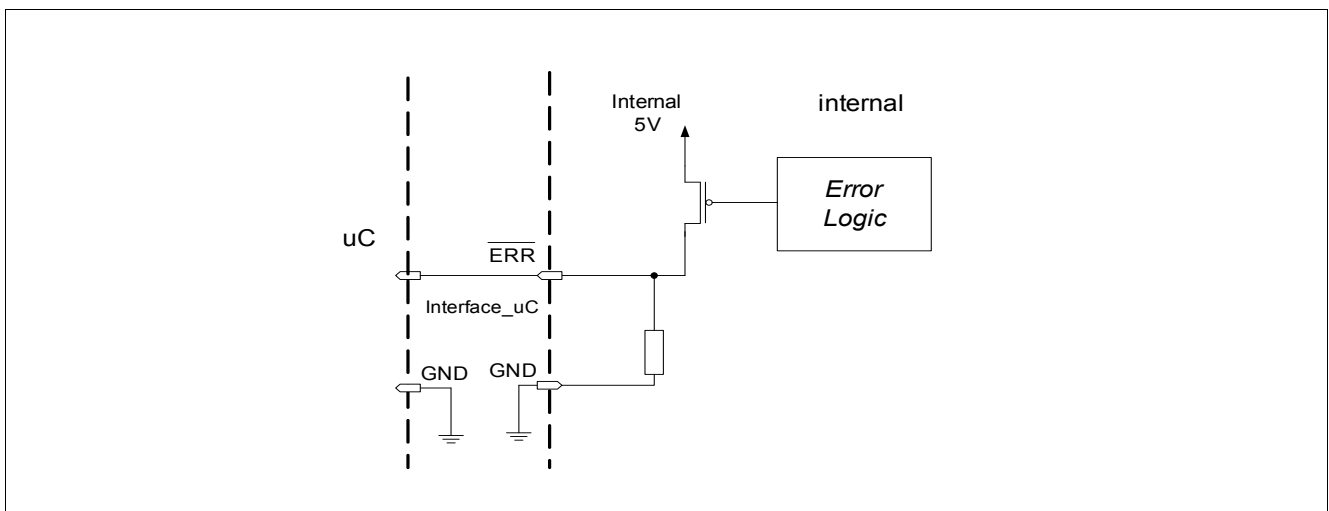 Internal
5V
internal
Error
Logic
uC
ERR
Interface_uC
GND
GND